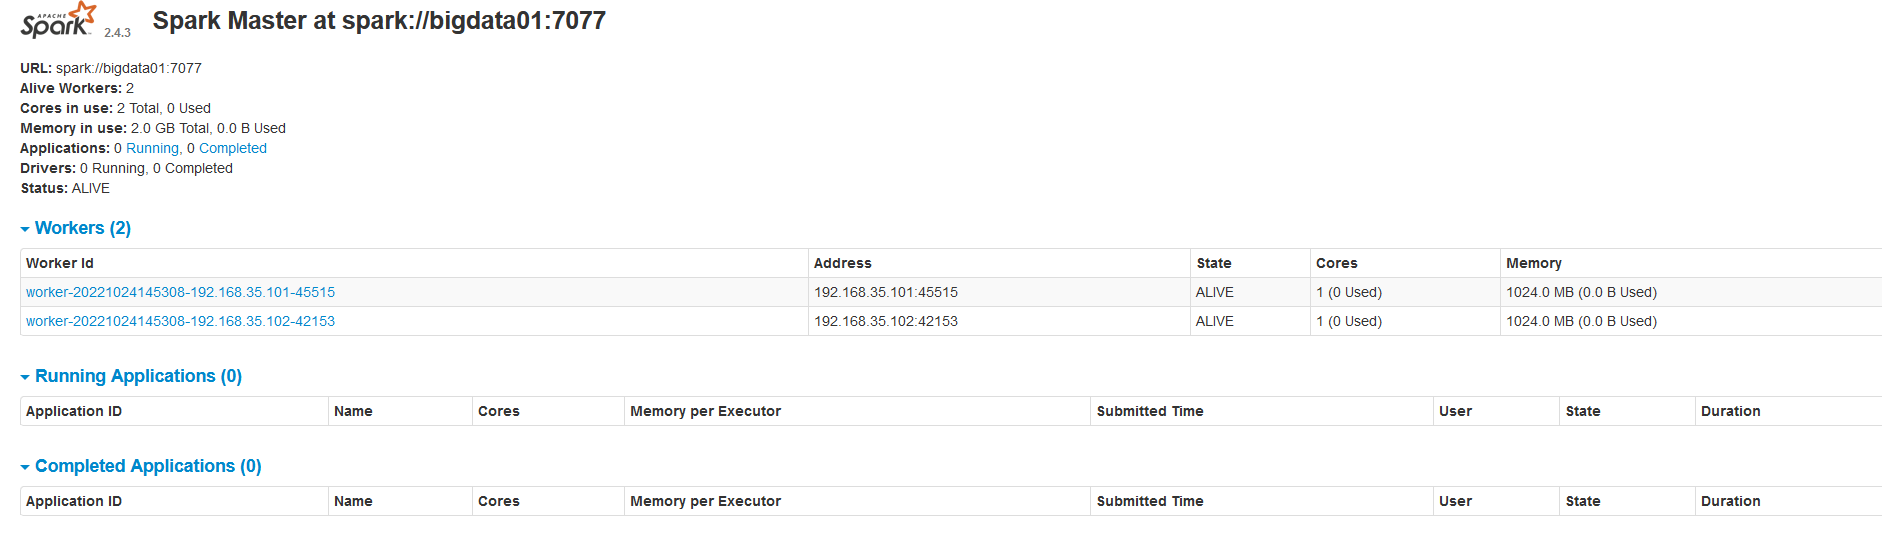 APACHE
Spark 2.4.3 Spark Master at spark://bigdata01:7077
URL: spark://bigdata01:7077
Alive Workers: 2
Cores in use: 2 Total, 0 Used
Memory in use: 2.0 GB Total, 0.0 B Used
Applications: 0 Running, 0 Completed
Drivers: 0 Running, 0 Completed
Status: ALIVE
Workers (2)
Worker Id Address State Cores Memory
worker-20221024145308-192.168.35.101-45515 192.168.35.101:45515 ALIVE 1 (0 Used) 1024.0 MB (0.0 B Used)
worker-20221024145308-192.168.35.102-42153 192.168.35.102:42153 ALIVE 1 (0 Used) 1024.0 MB (0.0 B Used)
Running Applications (0)
Application ID Name Cores Memory per Executor Submitted Time User State Duration
Completed Applications (0)
Application ID Name Cores Memory per Executor Submitted Time User State Duration